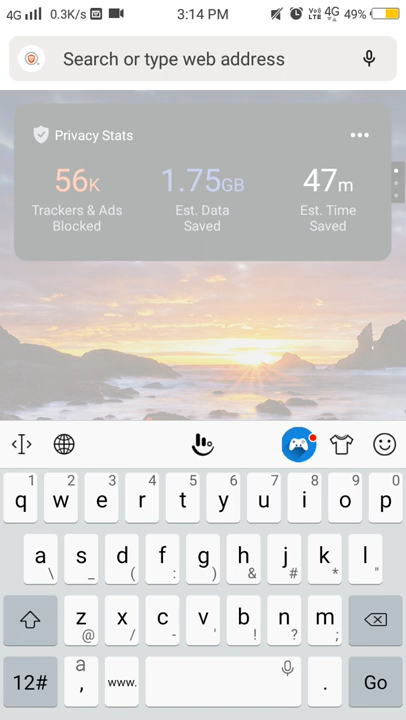 4G 0.3K/s 3:14 PM VoD LTE 4G 49%
Search or type web address
Privacy Stats
56K 1.75GB 47m
Trackers & Ads Blocked Est. Data Saved Est. Time Saved
1 2 3 4 5 6 7 8 9 0
q w e r t y u i o p
a s d f g h j k l
\ _ ( : ) & # * "
z x c v b n m
@ / - ' ! ? ;
12# a , www. . Go